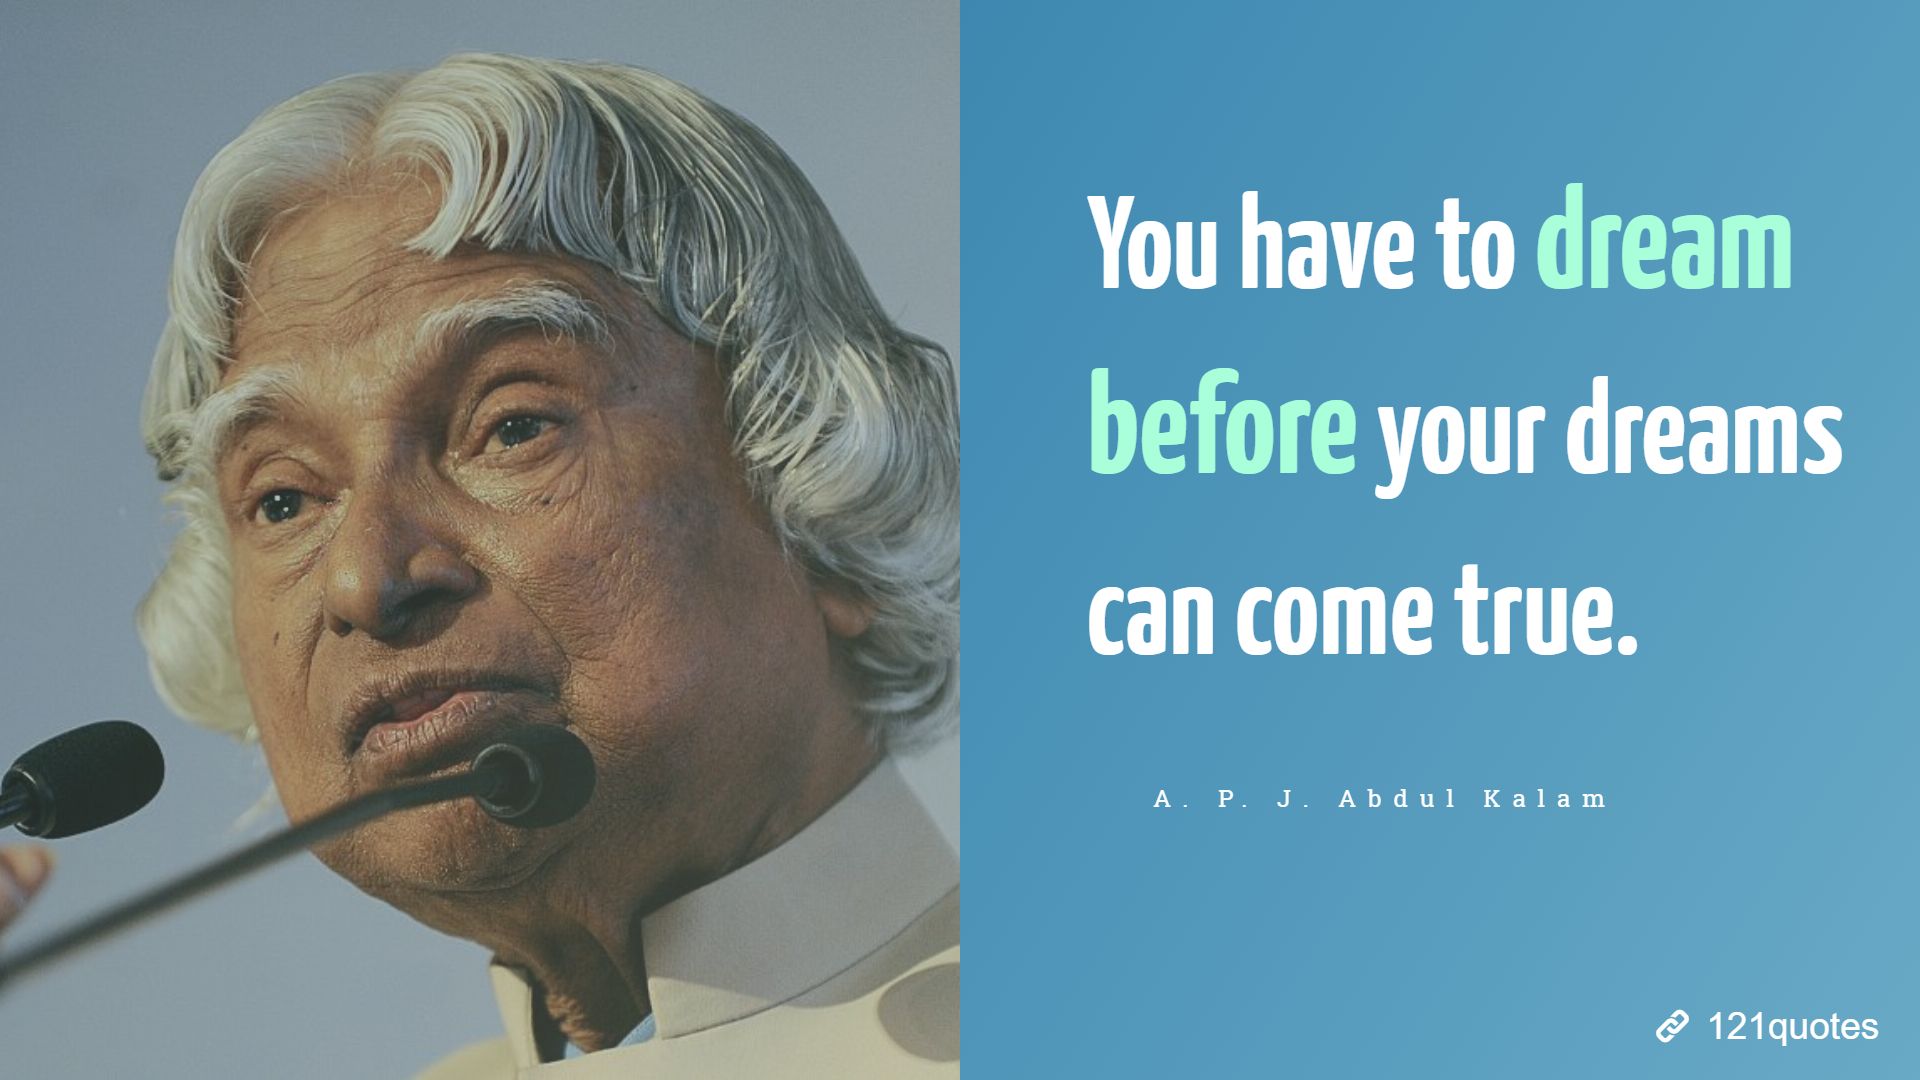 You have to dream
before your dreams
can come true.
A. P. J. Abdul Kalam
121quotes